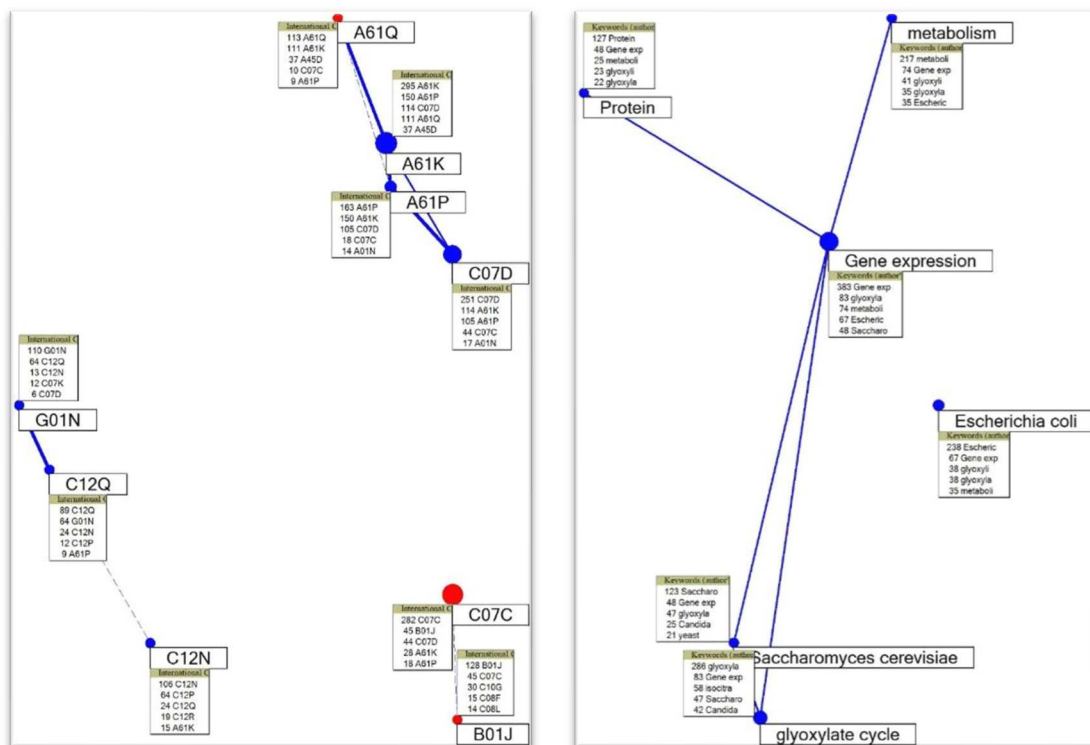 International C
113 A61Q
111 A61K
37 A45D
10 C07C
9 A61P
A61Q
International C
295 A61K
150 A61P
114 C07D
111 A61Q
37 A45D
A61K
A61P
International C
163 A61P
150 A61K
105 C07D
18 C07C
14 A01N
C07D
International C
251 C07D
114 A61K
105 A61P
44 C07C
17 A01N
International C
110 G01N
64 C12Q
13 C12N
12 C07K
6 C07D
G01N
C12Q
International C
89 C12Q
64 G01N
24 C12N
12 C12P
9 A61P
C12N
International C
106 C12N
64 C12P
24 C12Q
19 C12R
15 A61K
C07C
International C
282 C07C
45 B01J
44 C07D
28 A61K
18 A61P
International C
128 B01J
45 C07C
30 C10G
15 C08F
14 C08L
B01J
Keywords (author'
127 Protein
48 Gene exp
25 metaboli
23 glyoxyli
22 glyoxyla
Protein
metabolism
Keywords (author'
217 metaboli
74 Gene exp
41 glyoxyli
35 glyoxyla
35 Escheric
Gene expression
Keywords (author'
383 Gene exp
83 glyoxyla
74 metaboli
67 Escheric
48 Saccharo
Escherichia coli
Keywords (author'
238 Escheric
67 Gene exp
38 glyoxyli
38 glyoxyla
35 metaboli
Keywords (author'
123 Saccharo
48 Gene exp
47 glyoxyla
25 Candida
21 yeast
Saccharomyces cerevisiae
Keywords (author'
286 glyoxyla
83 Gene exp
58 isocitra
47 Saccharo
42 Candida
glyoxylate cycle